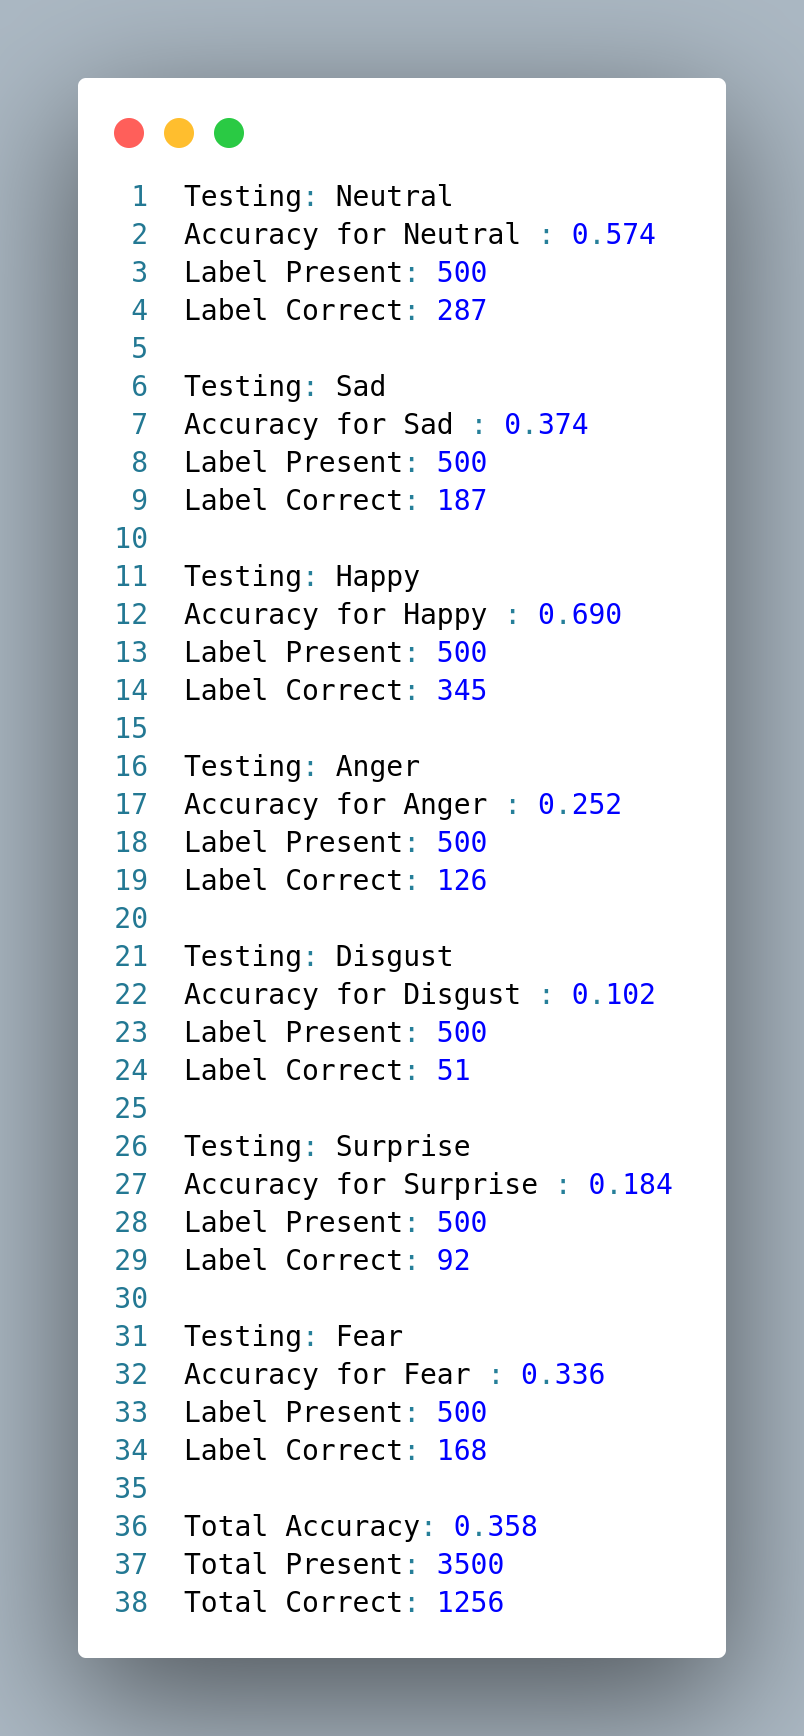 1 Testing: Neutral
2 Accuracy for Neutral : 0.574
3 Label Present: 500
4 Label Correct: 287
5
6 Testing: Sad
7 Accuracy for Sad : 0.374
8 Label Present: 500
9 Label Correct: 187
10
11 Testing: Happy
12 Accuracy for Happy : 0.690
13 Label Present: 500
14 Label Correct: 345
15
16 Testing: Anger
17 Accuracy for Anger : 0.252
18 Label Present: 500
19 Label Correct: 126
20
21 Testing: Disgust
22 Accuracy for Disgust : 0.102
23 Label Present: 500
24 Label Correct: 51
25
26 Testing: Surprise
27 Accuracy for Surprise : 0.184
28 Label Present: 500
29 Label Correct: 92
30
31 Testing: Fear
32 Accuracy for Fear : 0.336
33 Label Present: 500
34 Label Correct: 168
35
36 Total Accuracy: 0.358
37 Total Present: 3500
38 Total Correct: 1256